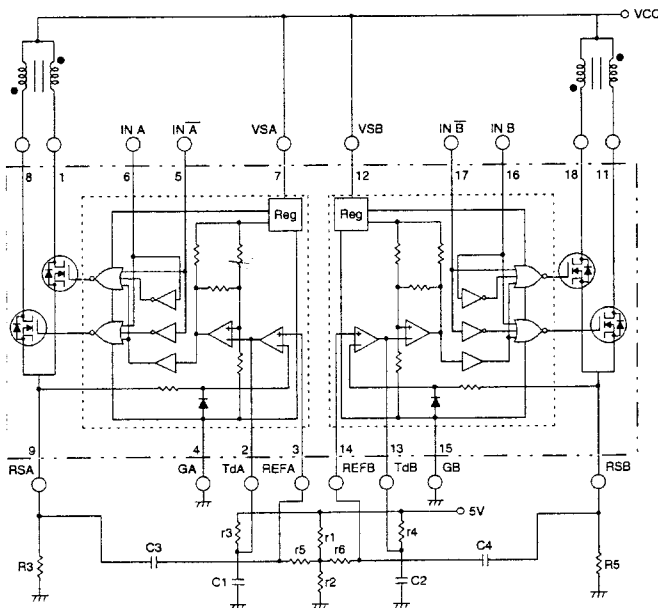 VCC
IN A IN A̅ VSA VSB IN B̅ IN B
8 1 6 5 7 12 17 16 18 11
Reg Reg
9 4 2 3 14 13 15
RSA GA TdA REFA REFB TdB GB RSB
5V
r3 r1 r4
C3 r5 r6 C4
R3 C1 r2 C2 R5